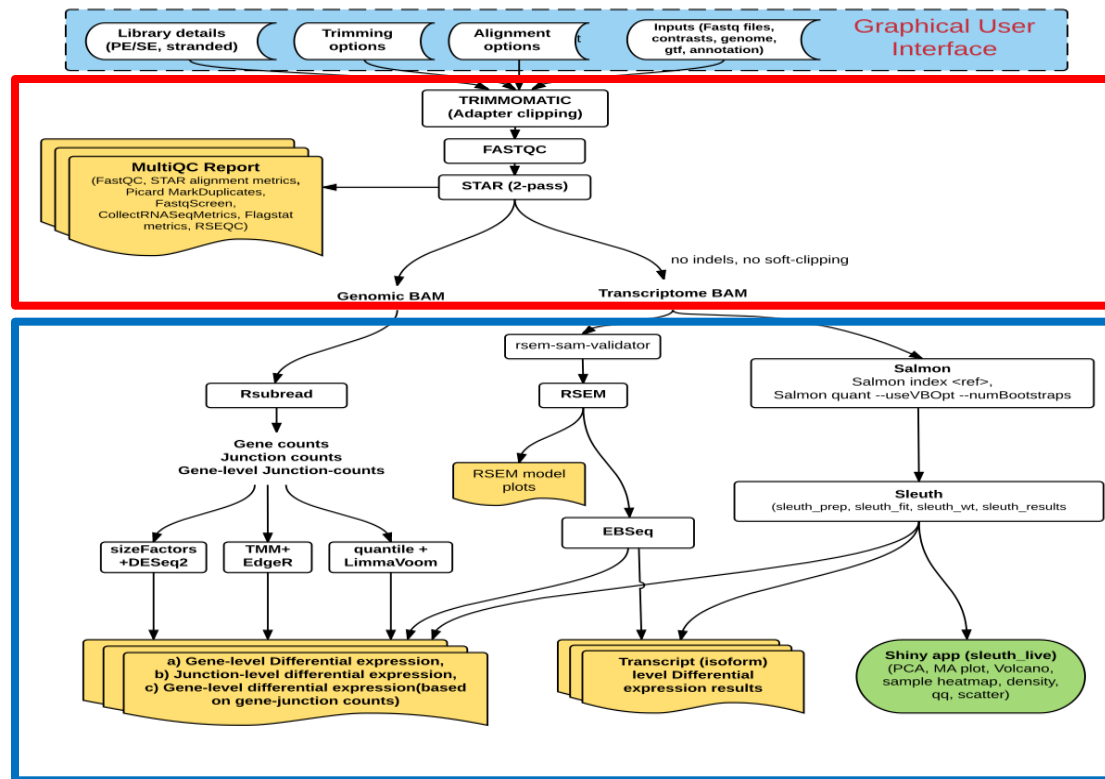 Library details
(PE/SE, stranded)
Trimming
options
Alignment
options
t
Inputs (Fastq files,
contrasts, genome,
gtf, annotation)
Graphical User
Interface
TRIMMOMATIC
(Adapter clipping)
FASTQC
STAR (2-pass)
MultiQC Report
(FastQC, STAR alignment metrics,
Picard MarkDuplicates,
FastqScreen,
CollectRNASeqMetrics, Flagstat
metrics, RSEQC)
no indels, no soft-clipping
Genomic BAM
Transcriptome BAM
rsem-sam-validator
Rsubread
RSEM
Salmon
Salmon index <ref>,
Salmon quant --useVBOpt --numBootstraps
Gene counts
Junction counts
Gene-level Junction-counts
RSEM model
plots
Sleuth
(sleuth_prep, sleuth_fit, sleuth_wt, sleuth_results
EBSeq
sizeFactors
+DESeq2
TMM+
EdgeR
quantile +
LimmaVoom
a) Gene-level Differential expression,
b) Junction-level differential expression,
c) Gene-level differential expression(based
on gene-junction counts)
Transcript (isoform)
level Differential
expression results
Shiny app (sleuth_live)
(PCA, MA plot, Volcano,
sample heatmap, density,
qq, scatter)